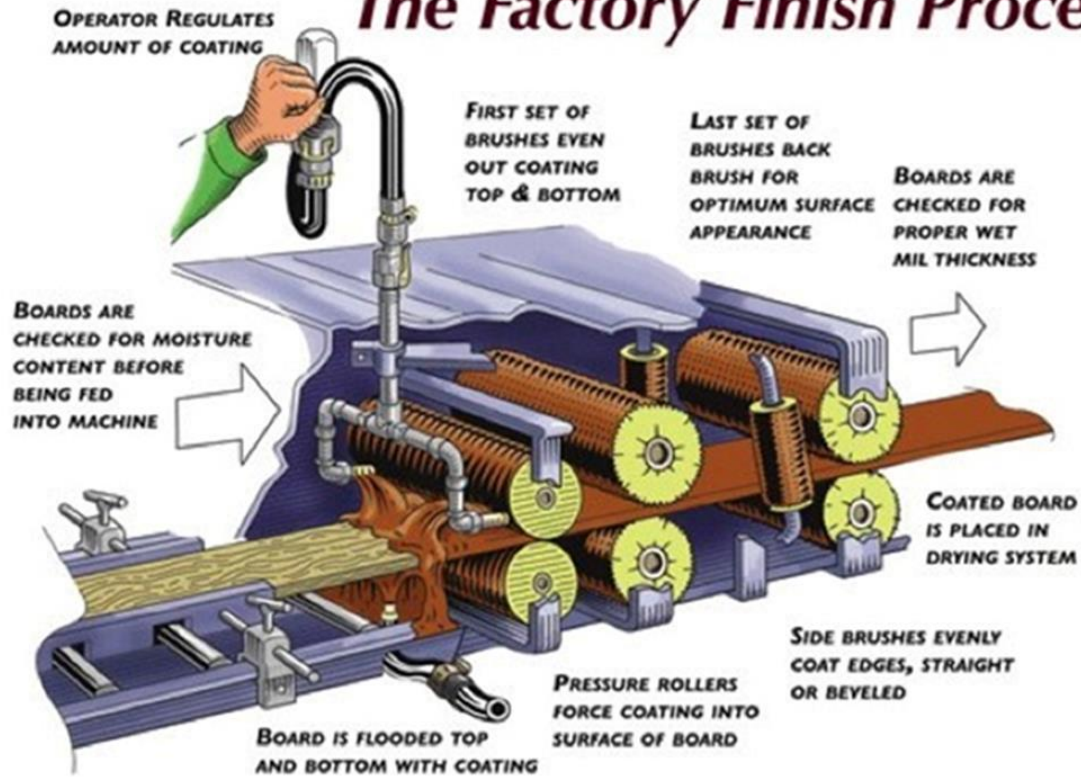 The Factory Finish Proce
OPERATOR REGULATES
AMOUNT OF COATING
FIRST SET OF
BRUSHES EVEN
OUT COATING
TOP & BOTTOM
LAST SET OF
BRUSHES BACK
BRUSH FOR
OPTIMUM SURFACE
APPEARANCE
BOARDS ARE
CHECKED FOR
PROPER WET
MIL THICKNESS
BOARDS ARE
CHECKED FOR MOISTURE
CONTENT BEFORE
BEING FED
INTO MACHINE
COATED BOARD
IS PLACED IN
DRYING SYSTEM
SIDE BRUSHES EVENLY
COAT EDGES, STRAIGHT
OR BEVELED
PRESSURE ROLLERS
FORCE COATING INTO
SURFACE OF BOARD
BOARD IS FLOODED TOP
AND BOTTOM WITH COATING